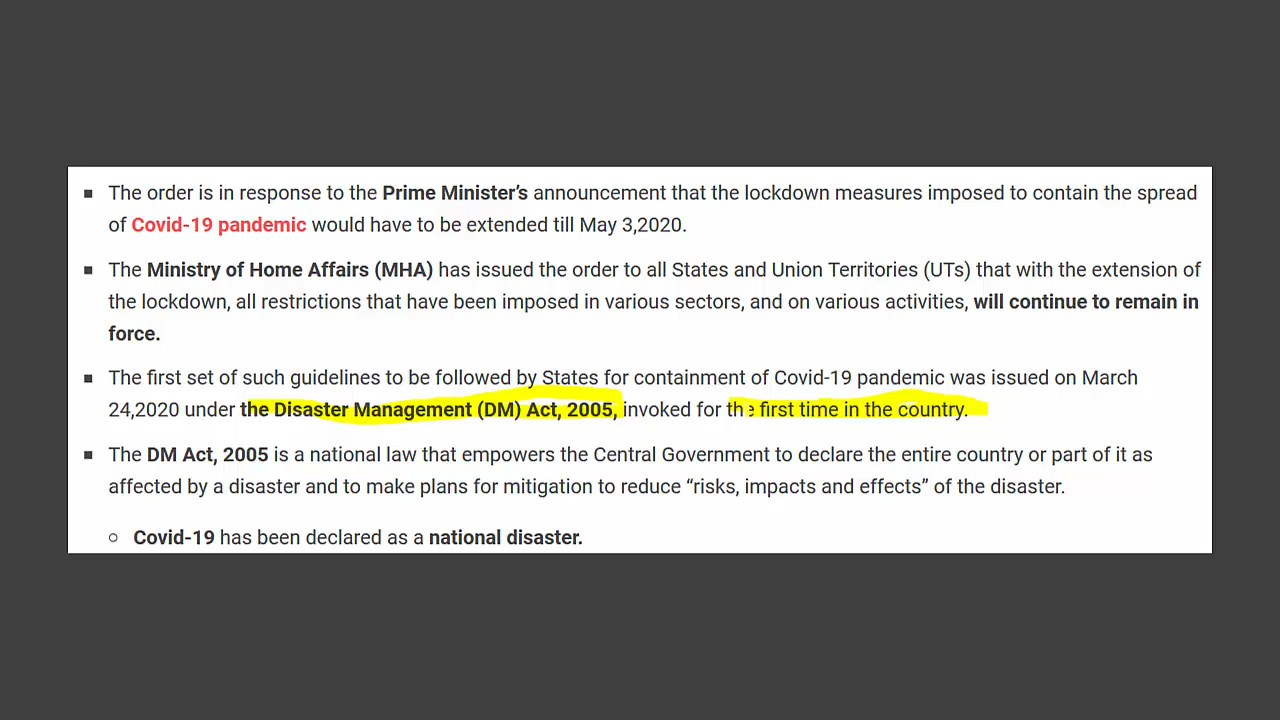 ▪ The order is in response to the Prime Minister's announcement that the lockdown measures imposed to contain the spread
of Covid-19 pandemic would have to be extended till May 3,2020.
▪ The Ministry of Home Affairs (MHA) has issued the order to all States and Union Territories (UTs) that with the extension of
the lockdown, all restrictions that have been imposed in various sectors, and on various activities, will continue to remain in
force.
▪ The first set of such guidelines to be followed by States for containment of Covid-19 pandemic was issued on March
24,2020 under the Disaster Management (DM) Act, 2005, invoked for the first time in the country.
▪ The DM Act, 2005 is a national law that empowers the Central Government to declare the entire country or part of it as
affected by a disaster and to make plans for mitigation to reduce “risks, impacts and effects” of the disaster.
○ Covid-19 has been declared as a national disaster.